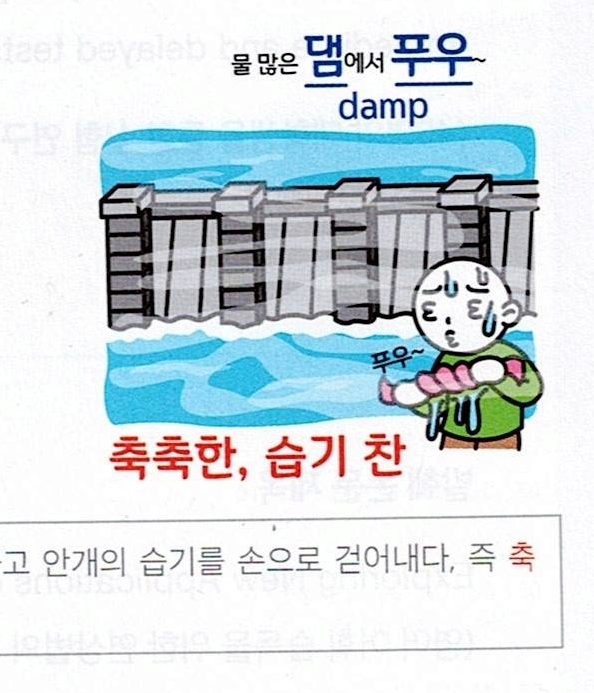 물 많은 댐에서 푸우~
damp
푸우~
축축한, 습기 찬
고 안개의 습기를 손으로 걷어내다, 즉 축